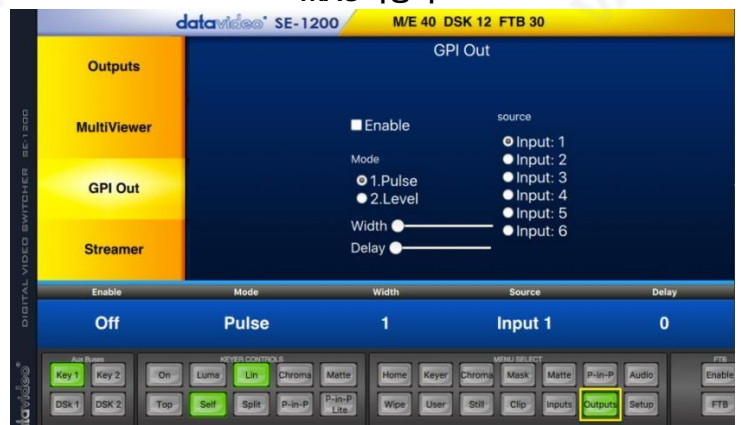 datavideo SE-1200 M/E 40 DSK 12 FTB 30
GPI Out
Outputs
MultiViewer
GPI Out
Streamer
Enable
Mode
1.Pulse
2.Level
Width
Delay
source
Input: 1
Input: 2
Input: 3
Input: 4
Input: 5
Input: 6
DIGITAL VIDEO SWITCHER SE-1200
Enable Mode Width Source Delay
Off Pulse 1 Input 1 0
Aux Buses KEYER CONTROLS MENU SELECT FTB
Key 1 Key 2 On Luma Lin Chroma Matte Home Keyer Chroma Mask Matte P-in-P Audio Enable
DSk 1 DSK 2 Top Self Split P-in-P P-in-P Lite Wipe User Still Clip Inputs Outputs Setup FTB